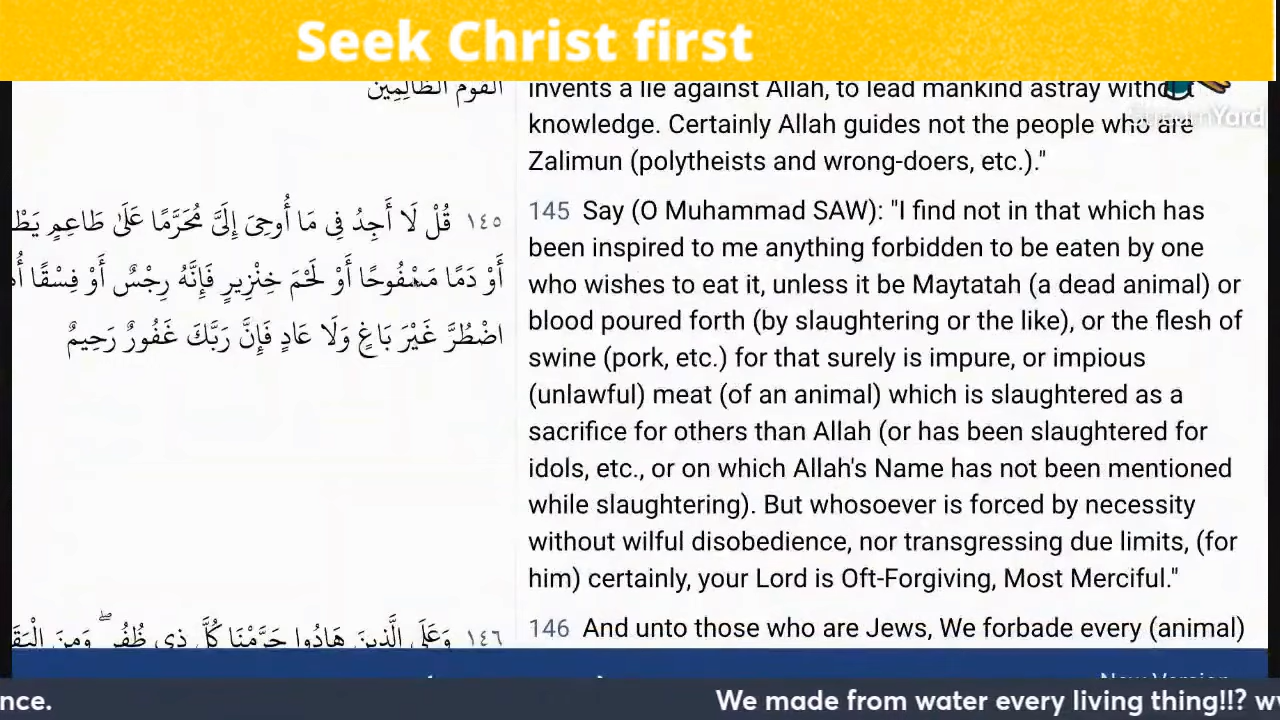 Seek Christ first
القوم الظالمين
invents a lie against Allah, to lead mankind astray without
knowledge. Certainly Allah guides not the people who are
Zalimun (polytheists and wrong-doers, etc.)."
١٤٥ قُلْ لَا أَجِدُ فِي مَا أُوحِيَ إِلَيَّ مُحَرَّمًا عَلَىٰ طَاعِمٍ
أَوْ دَمًا مَسْفُوحًا أَوْ لَحْمَ خِنْزِيرٍ فَإِنَّهُ رِجْسٌ أَوْ فِسْقًا
اضْطُرَّ غَيْرَ بَاغٍ وَلَا عَادٍ فَإِنَّ رَبَّكَ غَفُورٌ رَحِيمٌ
145 Say (O Muhammad SAW): "I find not in that which has
been inspired to me anything forbidden to be eaten by one
who wishes to eat it, unless it be Maytatah (a dead animal) or
blood poured forth (by slaughtering or the like), or the flesh of
swine (pork, etc.) for that surely is impure, or impious
(unlawful) meat (of an animal) which is slaughtered as a
sacrifice for others than Allah (or has been slaughtered for
idols, etc., or on which Allah's Name has not been mentioned
while slaughtering). But whosoever is forced by necessity
without wilful disobedience, nor transgressing due limits, (for
him) certainly, your Lord is Oft-Forgiving, Most Merciful."
١٤٦ وَعَلَى الَّذِينَ هَادُوا حَرَّمْنَا كُلَّ ذِي ظُفُرٍ ۖ وَمِنَ
146 And unto those who are Jews, We forbade every (animal)
nce. We made from water every living thing!!?